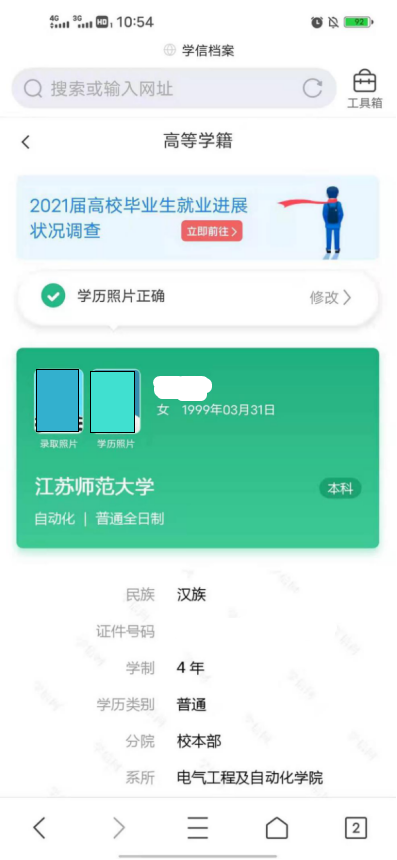 4G 3G HD 1 10:54 92
学信档案
搜索或输入网址
工具箱
高等学籍
2021届高校毕业生就业进展
状况调查
立即前往 >
学历照片正确
修改 >
女 1999年03月31日
录取照片 学历照片
江苏师范大学
本科
自动化 | 普通全日制
民族 汉族
证件号码
学制 4 年
学历类别 普通
分院 校本部
系所 电气工程及自动化学院
2